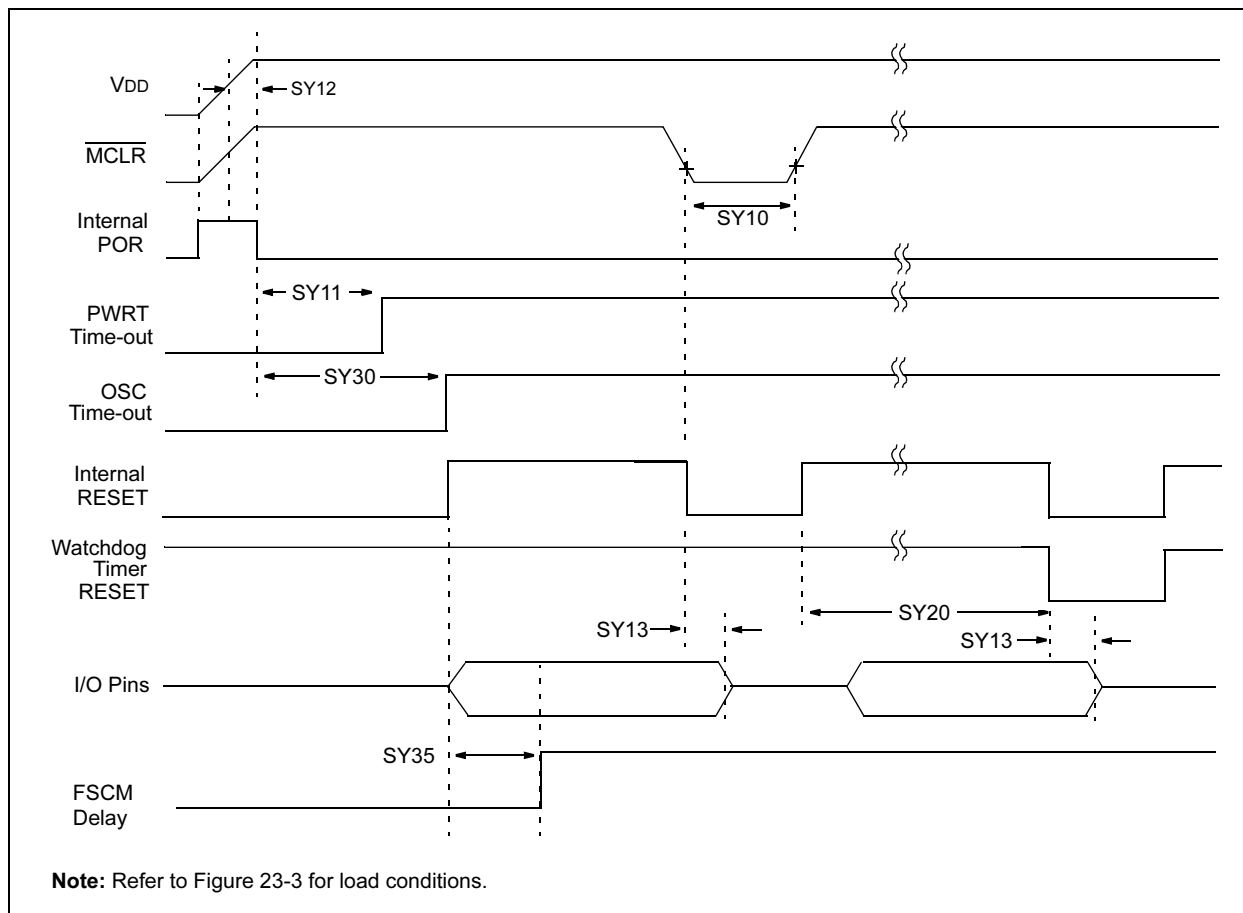 VDD
SY12
MCLR
SY10
Internal
POR
SY11
PWRT
Time-out
SY30
OSC
Time-out
Internal
RESET
Watchdog
Timer
RESET
SY20
SY13
SY13
I/O Pins
SY35
FSCM
Delay
Note: Refer to Figure 23-3 for load conditions.